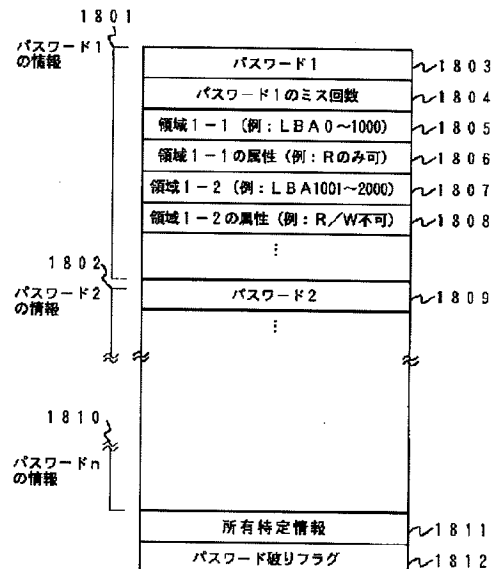 1801
パスワード1
の情報
パスワード1
1803
パスワード1のミス回数
1804
領域1-1(例:LBA0~1000)
1805
領域1-1の属性(例:Rのみ可)
1806
領域1-2(例:LBA1001~2000)
1807
領域1-2の属性(例:R/W不可)
1808
⋮
1802
パスワード2
の情報
パスワード2
1809
⋮
1810
パスワードn
の情報
所有特定情報
1811
パスワード破りフラグ
1812